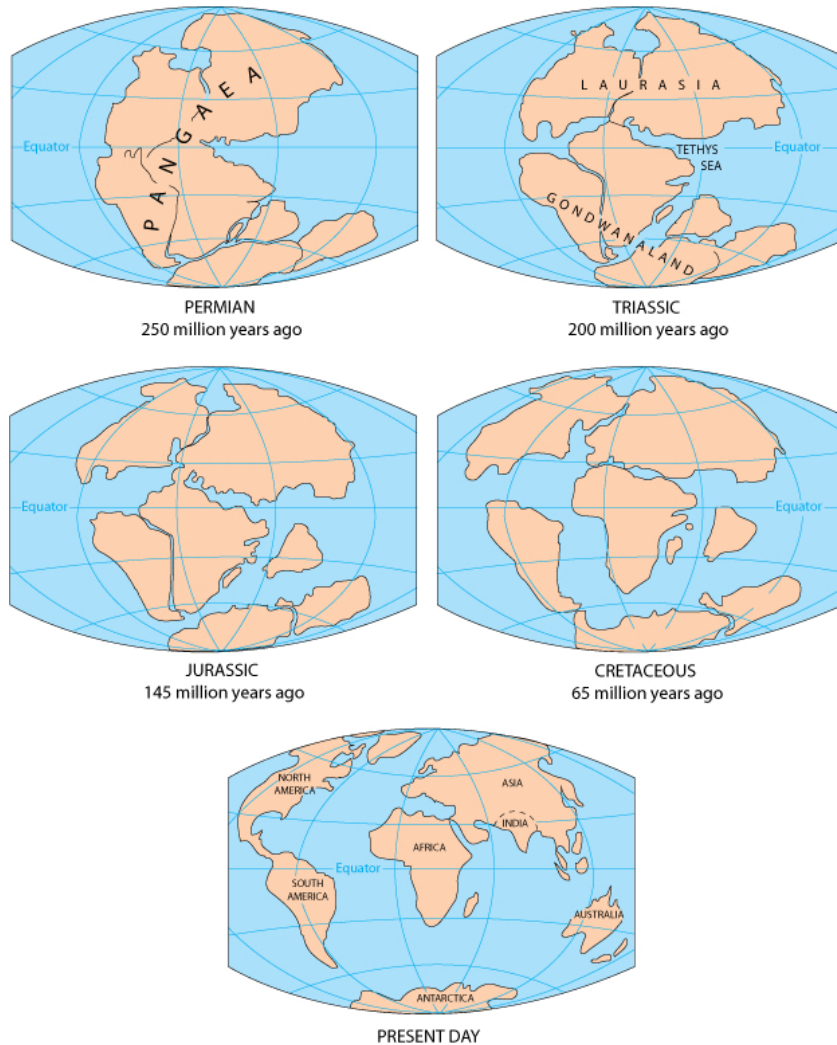 PANGAEA
Equator
PERMIAN
250 million years ago
LAURASIA
TETHYS
SEA
Equator
GONDWANALAND
TRIASSIC
200 million years ago
Equator
JURASSIC
145 million years ago
Equator
CRETACEOUS
65 million years ago
NORTH
AMERICA
ASIA
INDIA
AFRICA
Equator
SOUTH
AMERICA
AUSTRALIA
ANTARCTICA
PRESENT DAY